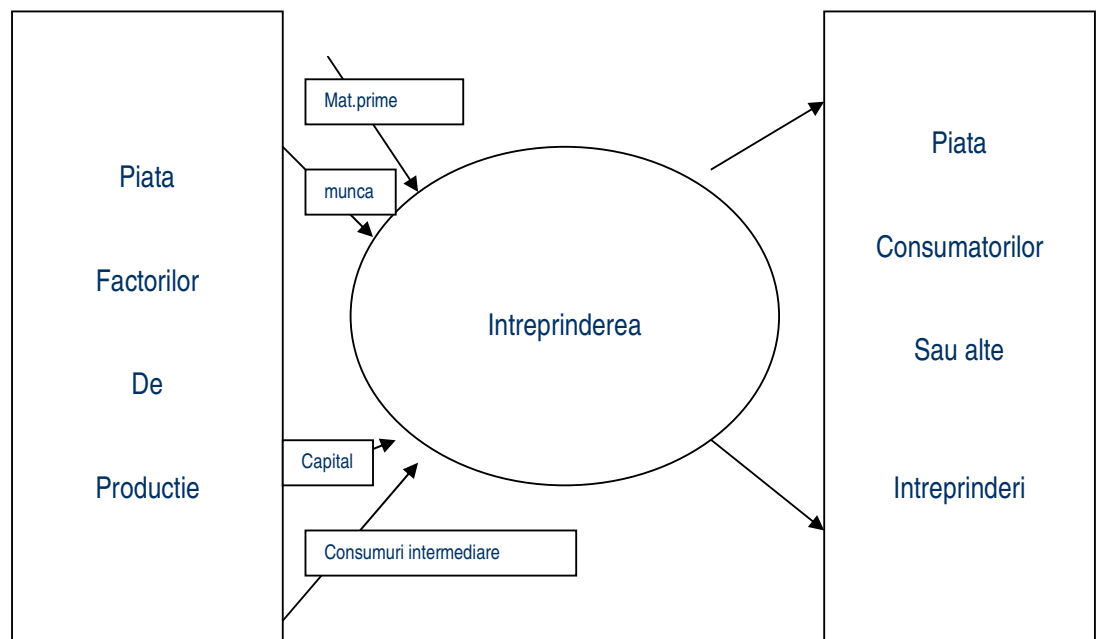 Piata
Factorilor
De
Productie
Mat.prime
munca
Capital
Consumuri intermediare
Intreprinderea
Piata
Consumatorilor
Sau alte
Intreprinderi